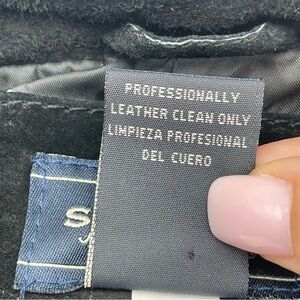 PROFESSIONALLY
LEATHER CLEAN ONLY
LIMPIEZA PROFESIONAL
DEL CUERO
S